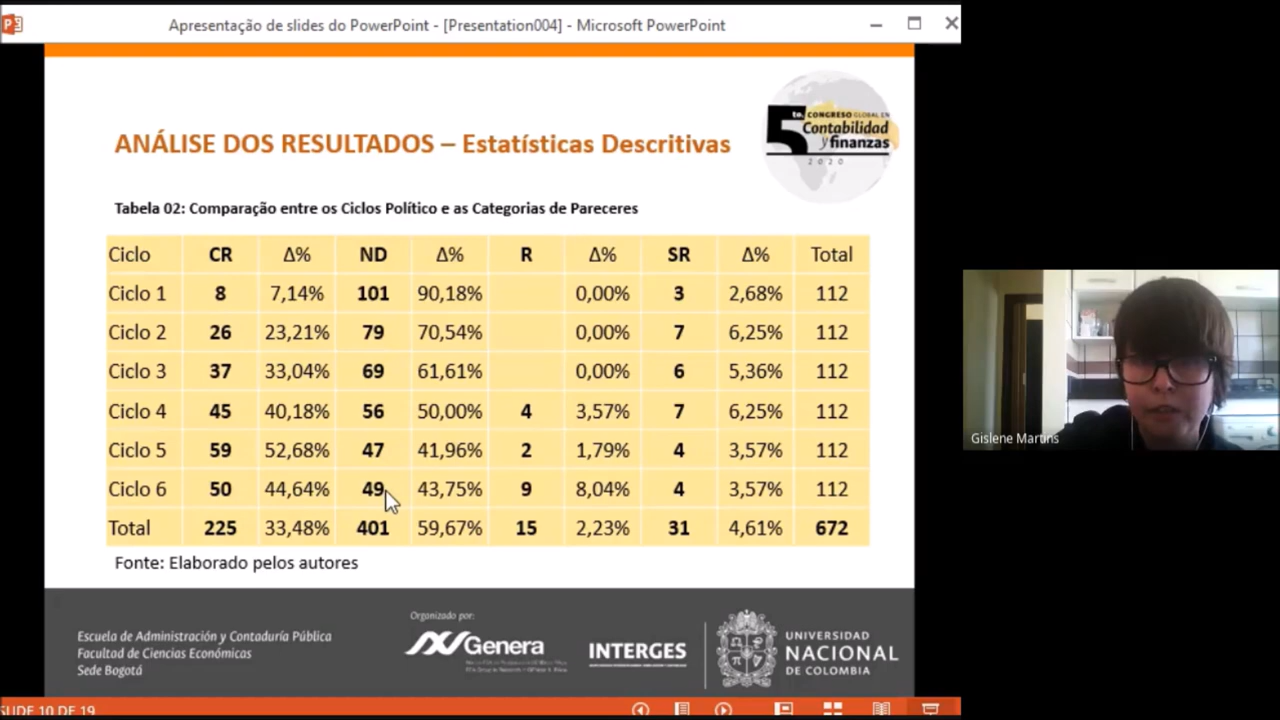 Apresentação de slides do PowerPoint - [Presentation004] - Microsoft PowerPoint
5to. CONGRESO GLOBAL EN
Contabilidad
y finanzas
2020
ANÁLISE DOS RESULTADOS – Estatísticas Descritivas
Tabela 02: Comparação entre os Ciclos Político e as Categorias de Pareceres
Ciclo CR Δ% ND Δ% R Δ% SR Δ% Total
Ciclo 1 8 7,14% 101 90,18% 0,00% 3 2,68% 112
Ciclo 2 26 23,21% 79 70,54% 0,00% 7 6,25% 112
Ciclo 3 37 33,04% 69 61,61% 0,00% 6 5,36% 112
Ciclo 4 45 40,18% 56 50,00% 4 3,57% 7 6,25% 112
Ciclo 5 59 52,68% 47 41,96% 2 1,79% 4 3,57% 112
Ciclo 6 50 44,64% 49 43,75% 9 8,04% 4 3,57% 112
Total 225 33,48% 401 59,67% 15 2,23% 31 4,61% 672
Fonte: Elaborado pelos autores
Gislene Martins
Escuela de Administración y Contaduría Pública
Facultad de Ciencias Económicas
Sede Bogotá
Organizado por:
Genera
INTERGES
UNIVERSIDAD
NACIONAL
DE COLOMBIA
SLIDE 10 DE 19